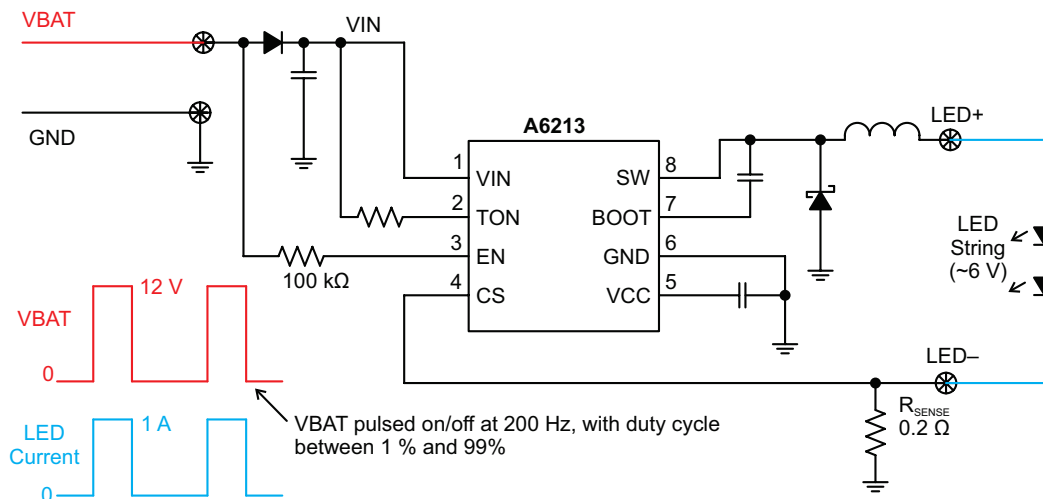 VBAT
VIN
GND
A6213
LED+
1
VIN
2
TON
3
EN
4
CS
8
SW
7
BOOT
6
GND
5
VCC
100 kΩ
LED
String
(~6 V)
LED–
RSENSE
0.2 Ω
VBAT
12 V
0
VBAT pulsed on/off at 200 Hz, with duty cycle
between 1 % and 99%
LED
Current
1 A
0